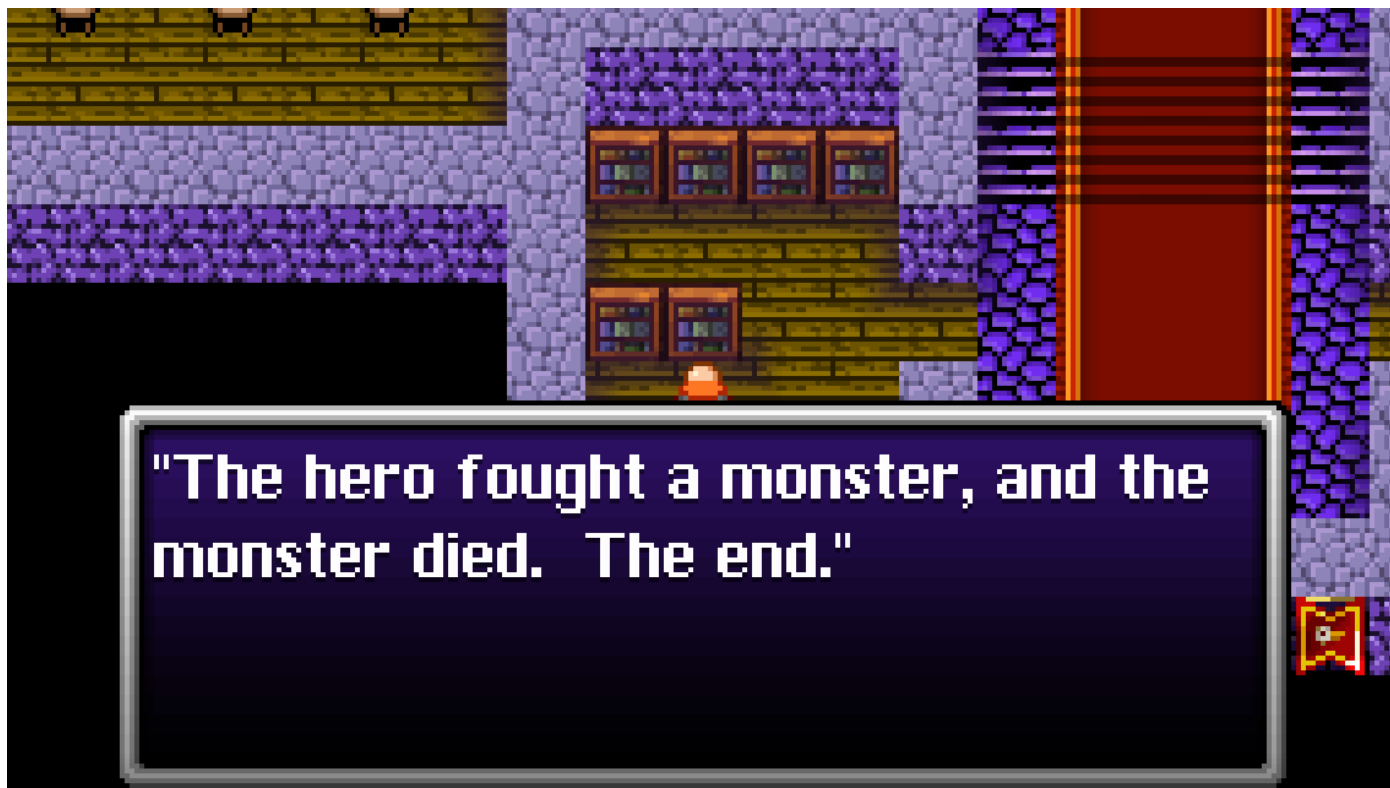 "The hero fought a monster, and the
monster died.  The end."